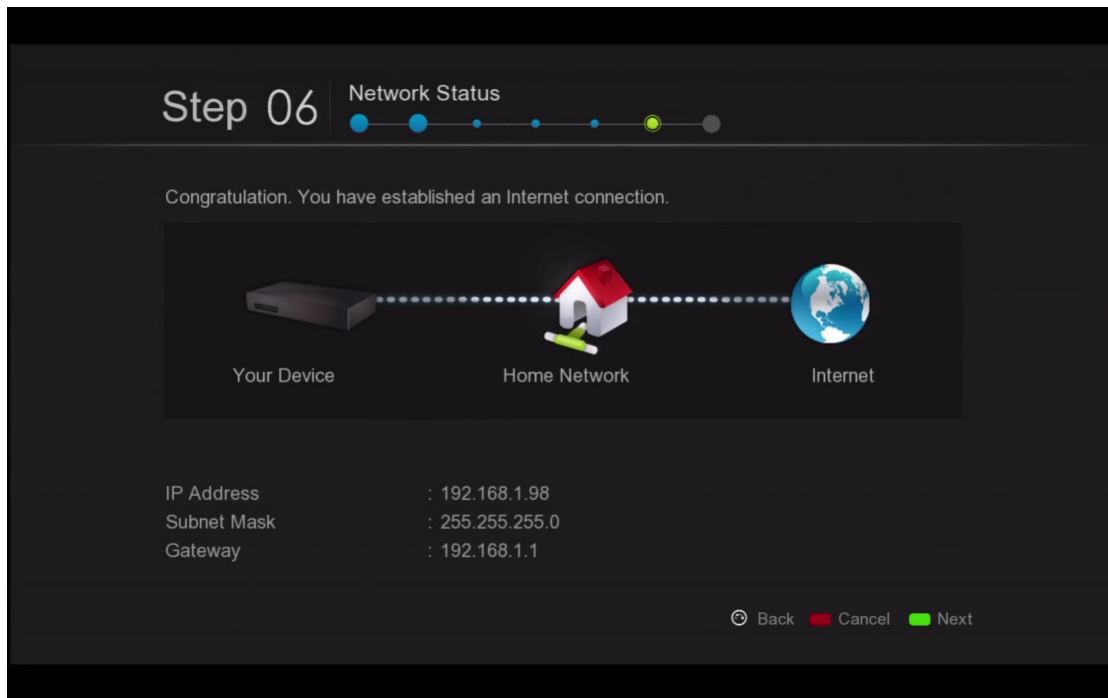 Step 06
Network Status
Congratulation. You have established an Internet connection.
Your Device Home Network Internet
IP Address : 192.168.1.98
Subnet Mask : 255.255.255.0
Gateway : 192.168.1.1
Back Cancel Next